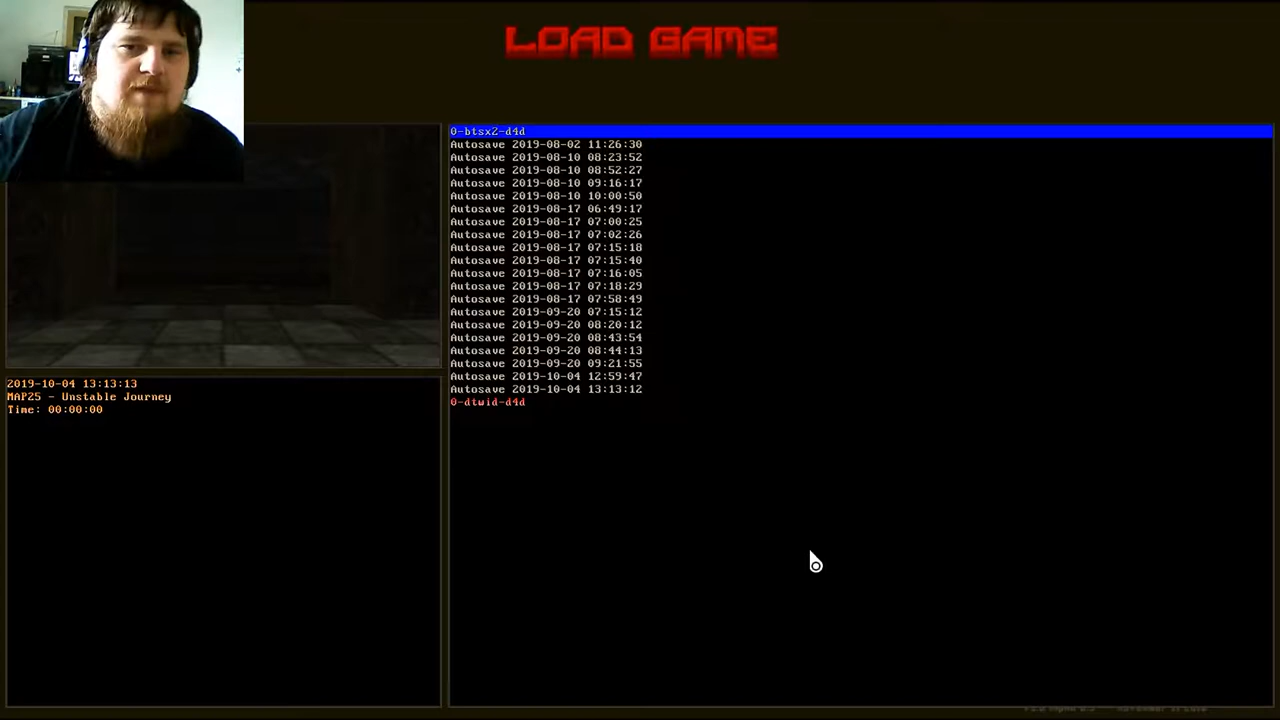 LOAD GAME
0-btsx2-d4d
Autosave 2019-08-02 11:26:30
Autosave 2019-08-10 08:23:52
Autosave 2019-08-10 08:52:27
Autosave 2019-08-10 09:16:17
Autosave 2019-08-10 10:00:50
Autosave 2019-08-17 06:49:17
Autosave 2019-08-17 07:00:25
Autosave 2019-08-17 07:02:26
Autosave 2019-08-17 07:15:18
Autosave 2019-08-17 07:15:40
Autosave 2019-08-17 07:16:05
Autosave 2019-08-17 07:18:29
Autosave 2019-08-17 07:58:49
Autosave 2019-09-20 07:15:12
Autosave 2019-09-20 08:20:12
Autosave 2019-09-20 08:43:54
Autosave 2019-09-20 08:44:13
Autosave 2019-09-20 09:21:55
Autosave 2019-10-04 12:59:47
Autosave 2019-10-04 13:13:12
0-dtwid-d4d
2019-10-04 13:13:13
MAP25 - Unstable Journey
Time: 00:00:00